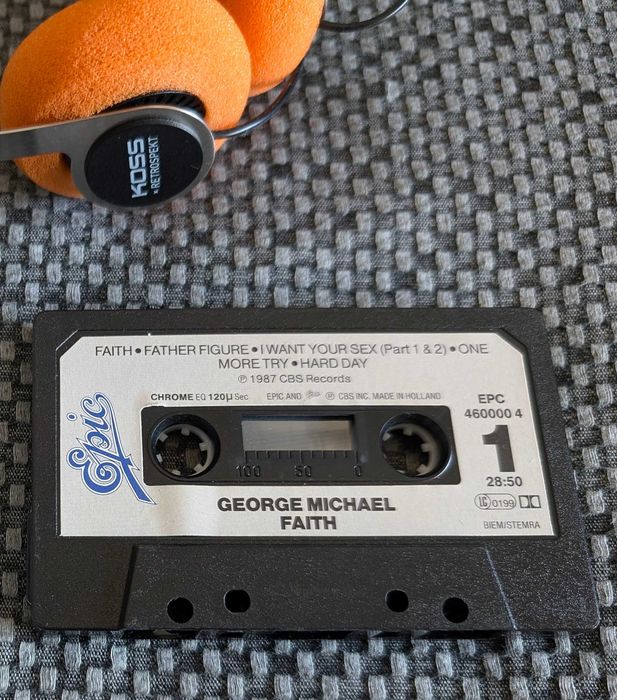 KOSS
× RETROSPEKT
FAITH • FATHER FIGURE • I WANT YOUR SEX (Part 1 & 2) • ONE
MORE TRY • HARD DAY
℗ 1987 CBS Records
CHROME EQ 120µ Sec
EPIC AND Epic ® CBS INC. MADE IN HOLLAND
EPC
460000 4
Epic
1
100 50 0
28:50
GEORGE MICHAEL
FAITH
LC 0199
BIEM/STEMRA